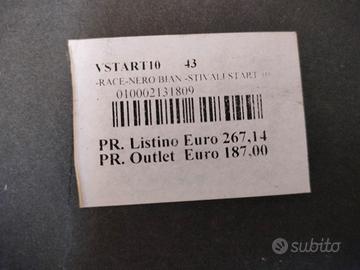 VSTART10 43
-RACE-NERO/BIAN -STIVALI START 10
010002131809
PR. Listino Euro 267,14
PR. Outlet Euro 187,00
subito